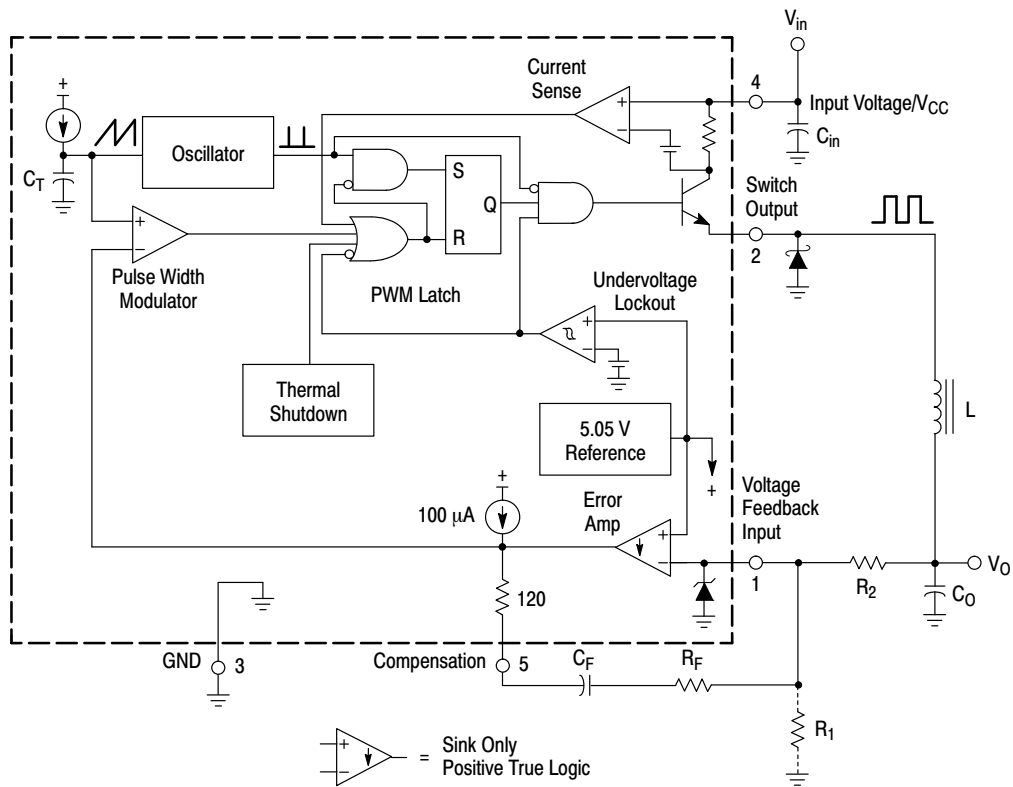 Vin
Current
Sense
4
Input Voltage/VCC
Cin
+
Oscillator
CT
S
Q
R
+
−
Pulse Width
Modulator
PWM Latch
+
−
Switch
Output
2
Undervoltage
Lockout
+
−
Thermal
Shutdown
L
5.05 V
Reference
+
100 μA
+
Error
Amp
+
−
Voltage
Feedback
Input
1
R2
VO
CO
120
GND
3
Compensation
5
CF
RF
R1
+
−
=
Sink Only
Positive True Logic